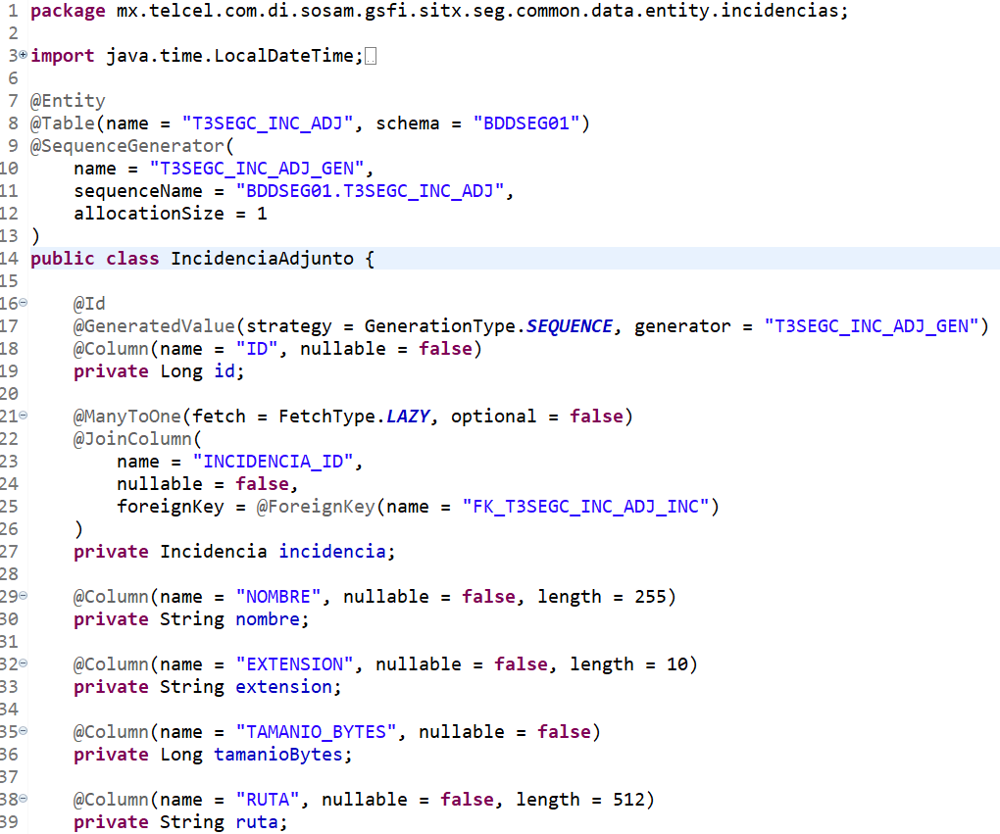 1 package mx.telcel.com.di.sosam.gsfi.sitx.seg.common.data.entity.incidencias;
2
3 import java.time.LocalDateTime;
6
7 @Entity
8 @Table(name = "T3SEGC_INC_ADJ", schema = "BDDSEG01")
9 @SequenceGenerator(
10     name = "T3SEGC_INC_ADJ_GEN",
11     sequenceName = "BDDSEG01.T3SEGC_INC_ADJ",
12     allocationSize = 1
13 )
14 public class IncidenciaAdjunto {
15
16     @Id
17     @GeneratedValue(strategy = GenerationType.SEQUENCE, generator = "T3SEGC_INC_ADJ_GEN")
18     @Column(name = "ID", nullable = false)
19     private Long id;
20
21     @ManyToOne(fetch = FetchType.LAZY, optional = false)
22     @JoinColumn(
23         name = "INCIDENCIA_ID",
24         nullable = false,
25         foreignKey = @ForeignKey(name = "FK_T3SEGC_INC_ADJ_INC")
26     )
27     private Incidencia incidencia;
28
29     @Column(name = "NOMBRE", nullable = false, length = 255)
30     private String nombre;
31
32     @Column(name = "EXTENSION", nullable = false, length = 10)
33     private String extension;
34
35     @Column(name = "TAMANIO_BYTES", nullable = false)
36     private Long tamanioBytes;
37
38     @Column(name = "RUTA", nullable = false, length = 512)
39     private String ruta;